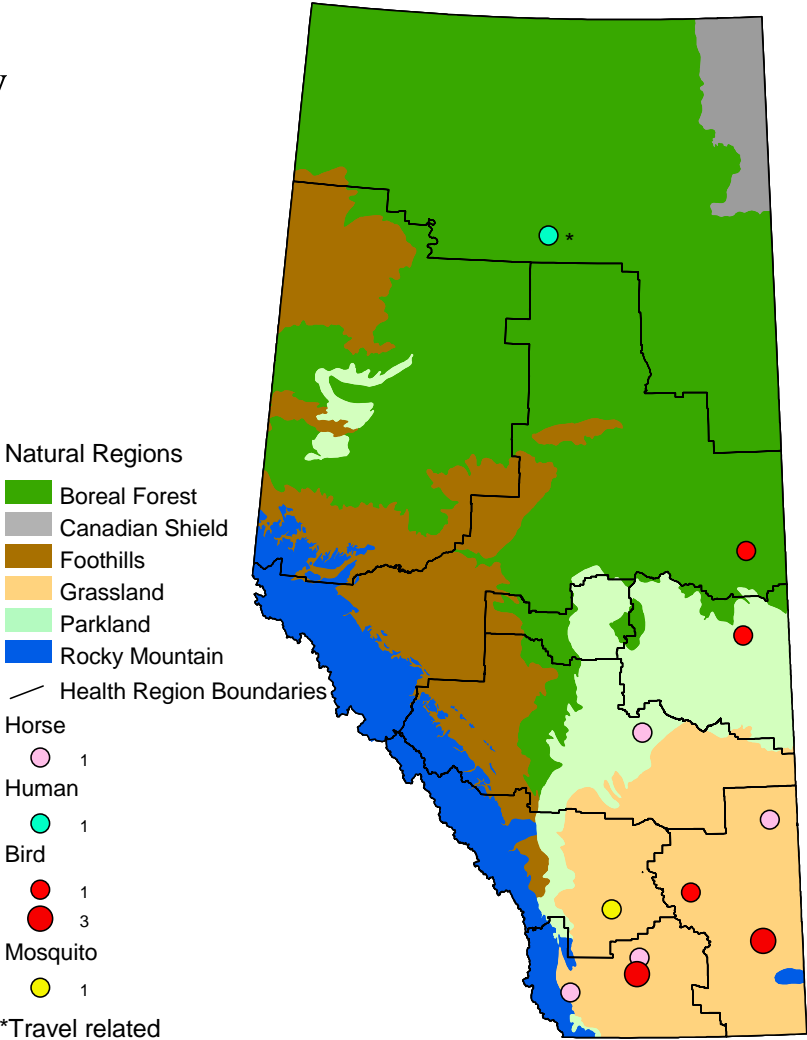 y
*
Natural Regions
Boreal Forest
Canadian Shield
Foothills
Grassland
Parkland
Rocky Mountain
Health Region Boundaries
Horse
1
Human
1
Bird
1
3
Mosquito
1
*Travel related